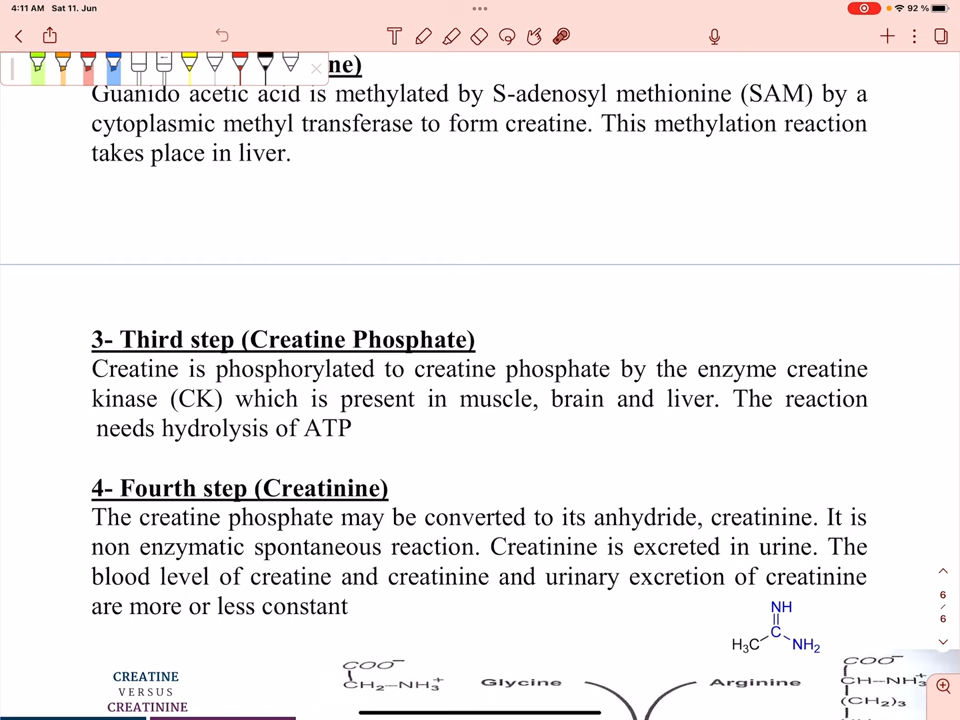 4:11 AM Sat 11. Jun
92 %
ne)
Guanido acetic acid is methylated by S-adenosyl methionine (SAM) by a
cytoplasmic methyl transferase to form creatine. This methylation reaction
takes place in liver.
3- Third step (Creatine Phosphate)
Creatine is phosphorylated to creatine phosphate by the enzyme creatine
kinase (CK) which is present in muscle, brain and liver. The reaction
needs hydrolysis of ATP
4- Fourth step (Creatinine)
The creatine phosphate may be converted to its anhydride, creatinine. It is
non enzymatic spontaneous reaction. Creatinine is excreted in urine. The
blood level of creatine and creatinine and urinary excretion of creatinine
are more or less constant
6
/
6
NH
C
H₃C NH₂
CREATINE
VERSUS
CREATININE
COO⁻
CH₂–NH₃⁺ Glycine
Arginine
COO⁻
CH–NH₃⁺
(CH₂)₃